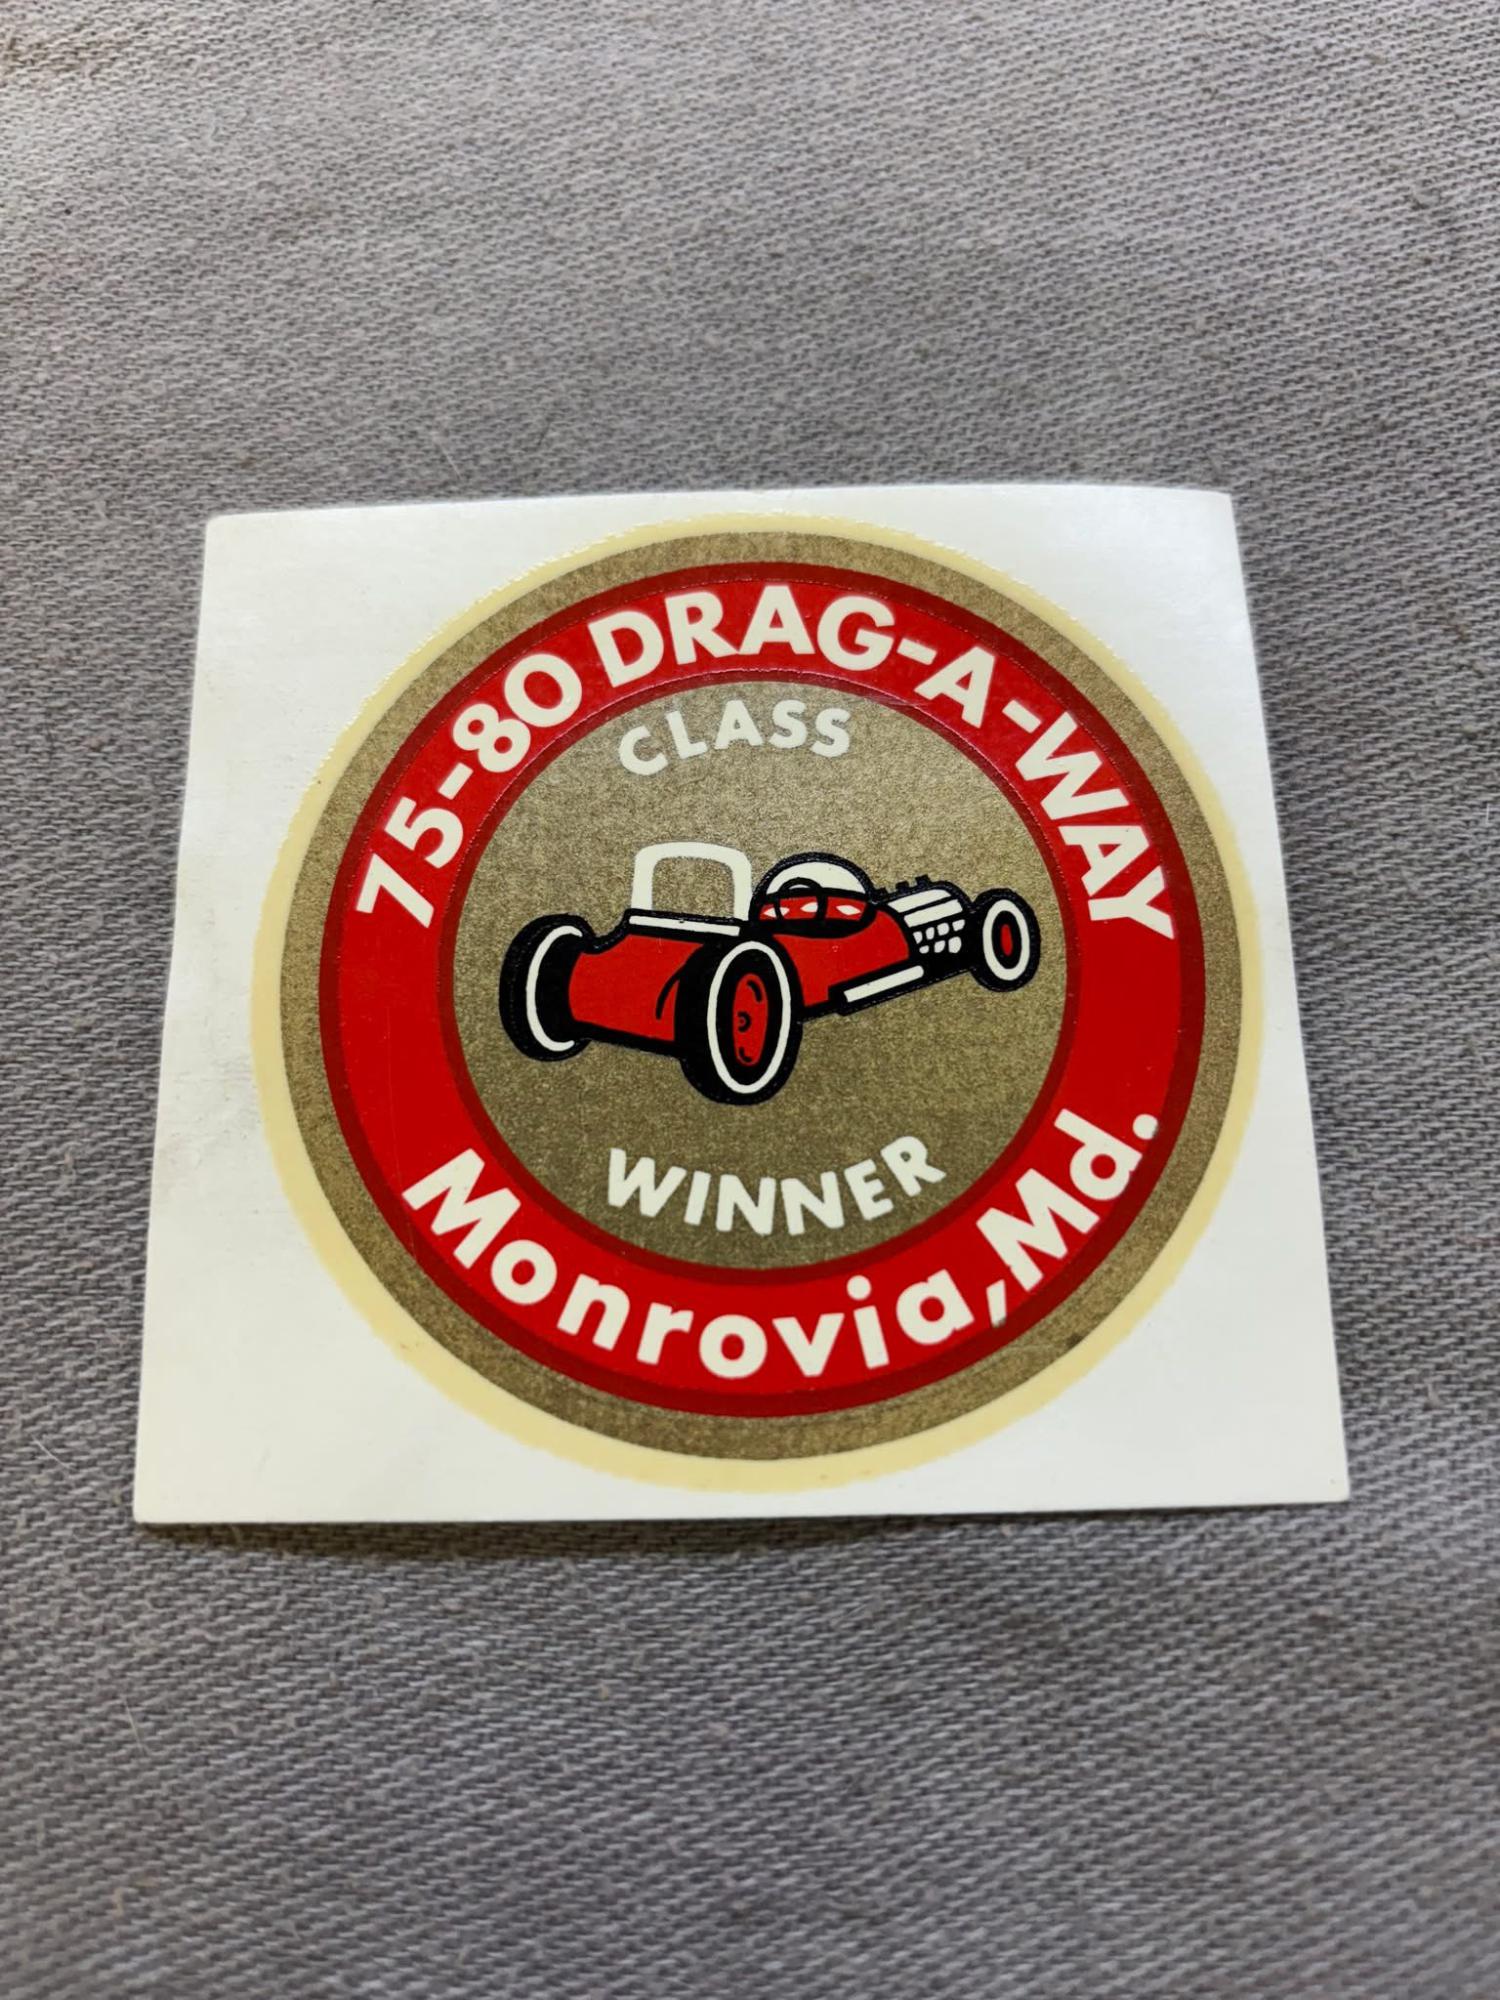 75-80 DRAG-A-WAY
CLASS
WINNER
Monrovia, Md.